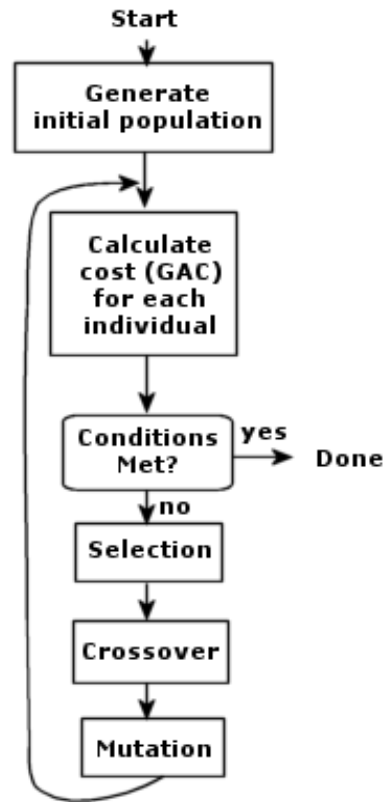 Start
Generate
initial population
Calculate
cost (GAC)
for each
individual
Conditions
Met?
yes
Done
no
Selection
Crossover
Mutation